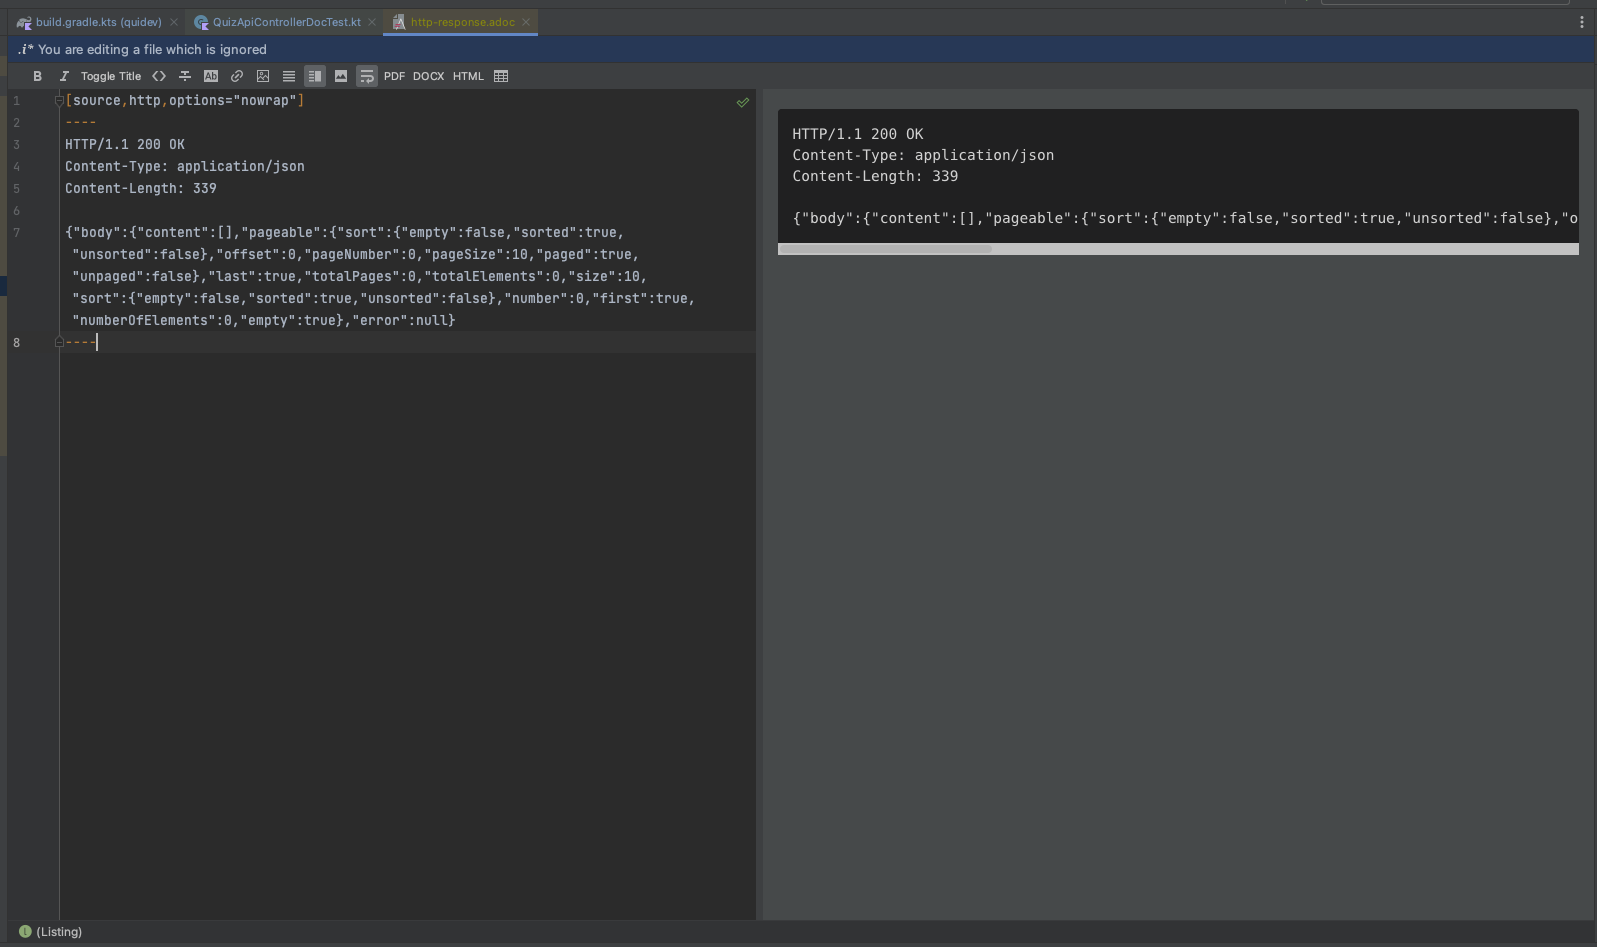 build.gradle.kts (quidev)
QuizApiControllerDocTest.kt
http-response.adoc
.i* You are editing a file which is ignored
B I Toggle Title <> Ab PDF DOCX HTML
1 [source,http,options="nowrap"]
2 ----
3 HTTP/1.1 200 OK
4 Content-Type: application/json
5 Content-Length: 339
6
7 {"body":{"content":[],"pageable":{"sort":{"empty":false,"sorted":true,
"unsorted":false},"offset":0,"pageNumber":0,"pageSize":10,"paged":true,
"unpaged":false},"last":true,"totalPages":0,"totalElements":0,"size":10,
"sort":{"empty":false,"sorted":true,"unsorted":false},"number":0,"first":true,
"numberOfElements":0,"empty":true},"error":null}
8 ----
HTTP/1.1 200 OK
Content-Type: application/json
Content-Length: 339
{"body":{"content":[],"pageable":{"sort":{"empty":false,"sorted":true,"unsorted":false},"o
(Listing)